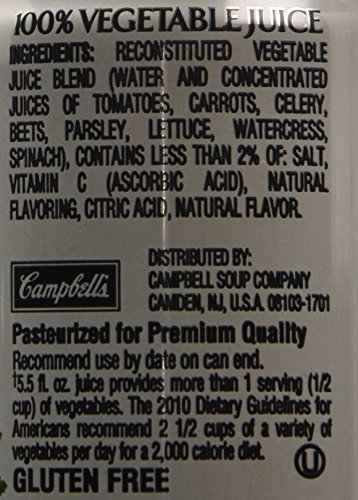 100% VEGETABLE JUICE
INGREDIENTS: RECONSTITUTED VEGETABLE
JUICE BLEND (WATER AND CONCENTRATED
JUICES OF TOMATOES, CARROTS, CELERY,
BEETS, PARSLEY, LETTUCE, WATERCRESS,
SPINACH), CONTAINS LESS THAN 2% OF: SALT,
VITAMIN C (ASCORBIC ACID), NATURAL
FLAVORING, CITRIC ACID, NATURAL FLAVOR.
Campbell's
DISTRIBUTED BY:
CAMPBELL SOUP COMPANY
CAMDEN, NJ, U.S.A. 08103-1701
Pasteurized for Premium Quality
Recommend use by date on can end.
†5.5 fl. oz. juice provides more than 1 serving (1/2
cup) of vegetables. The 2010 Dietary Guidelines for
Americans recommend 2 1/2 cups of a variety of
vegetables per day for a 2,000 calorie diet.
GLUTEN FREE
U